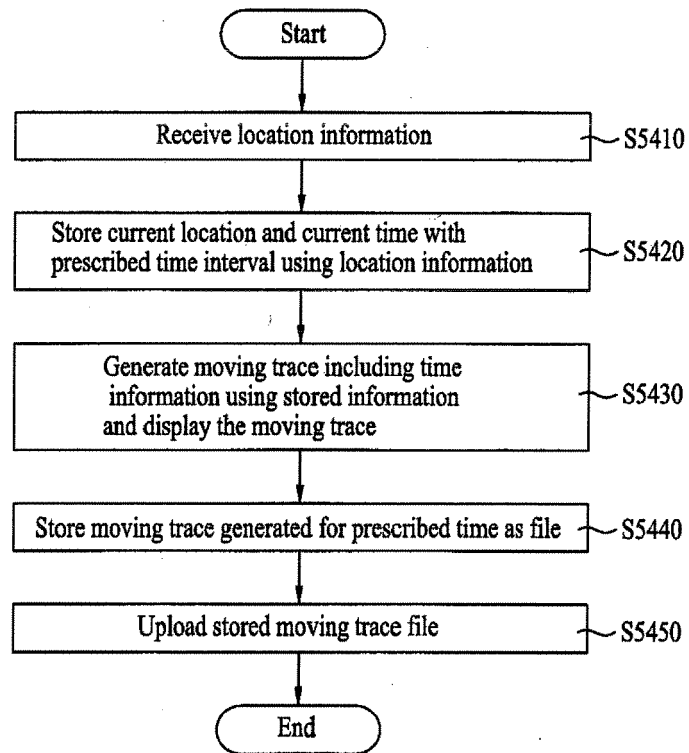 Start
Receive location information
S5410
Store current location and current time with
prescribed time interval using location information
S5420
Generate moving trace including time
information using stored information
and display the moving trace
S5430
Store moving trace generated for prescribed time as file
S5440
Upload stored moving trace file
S5450
End